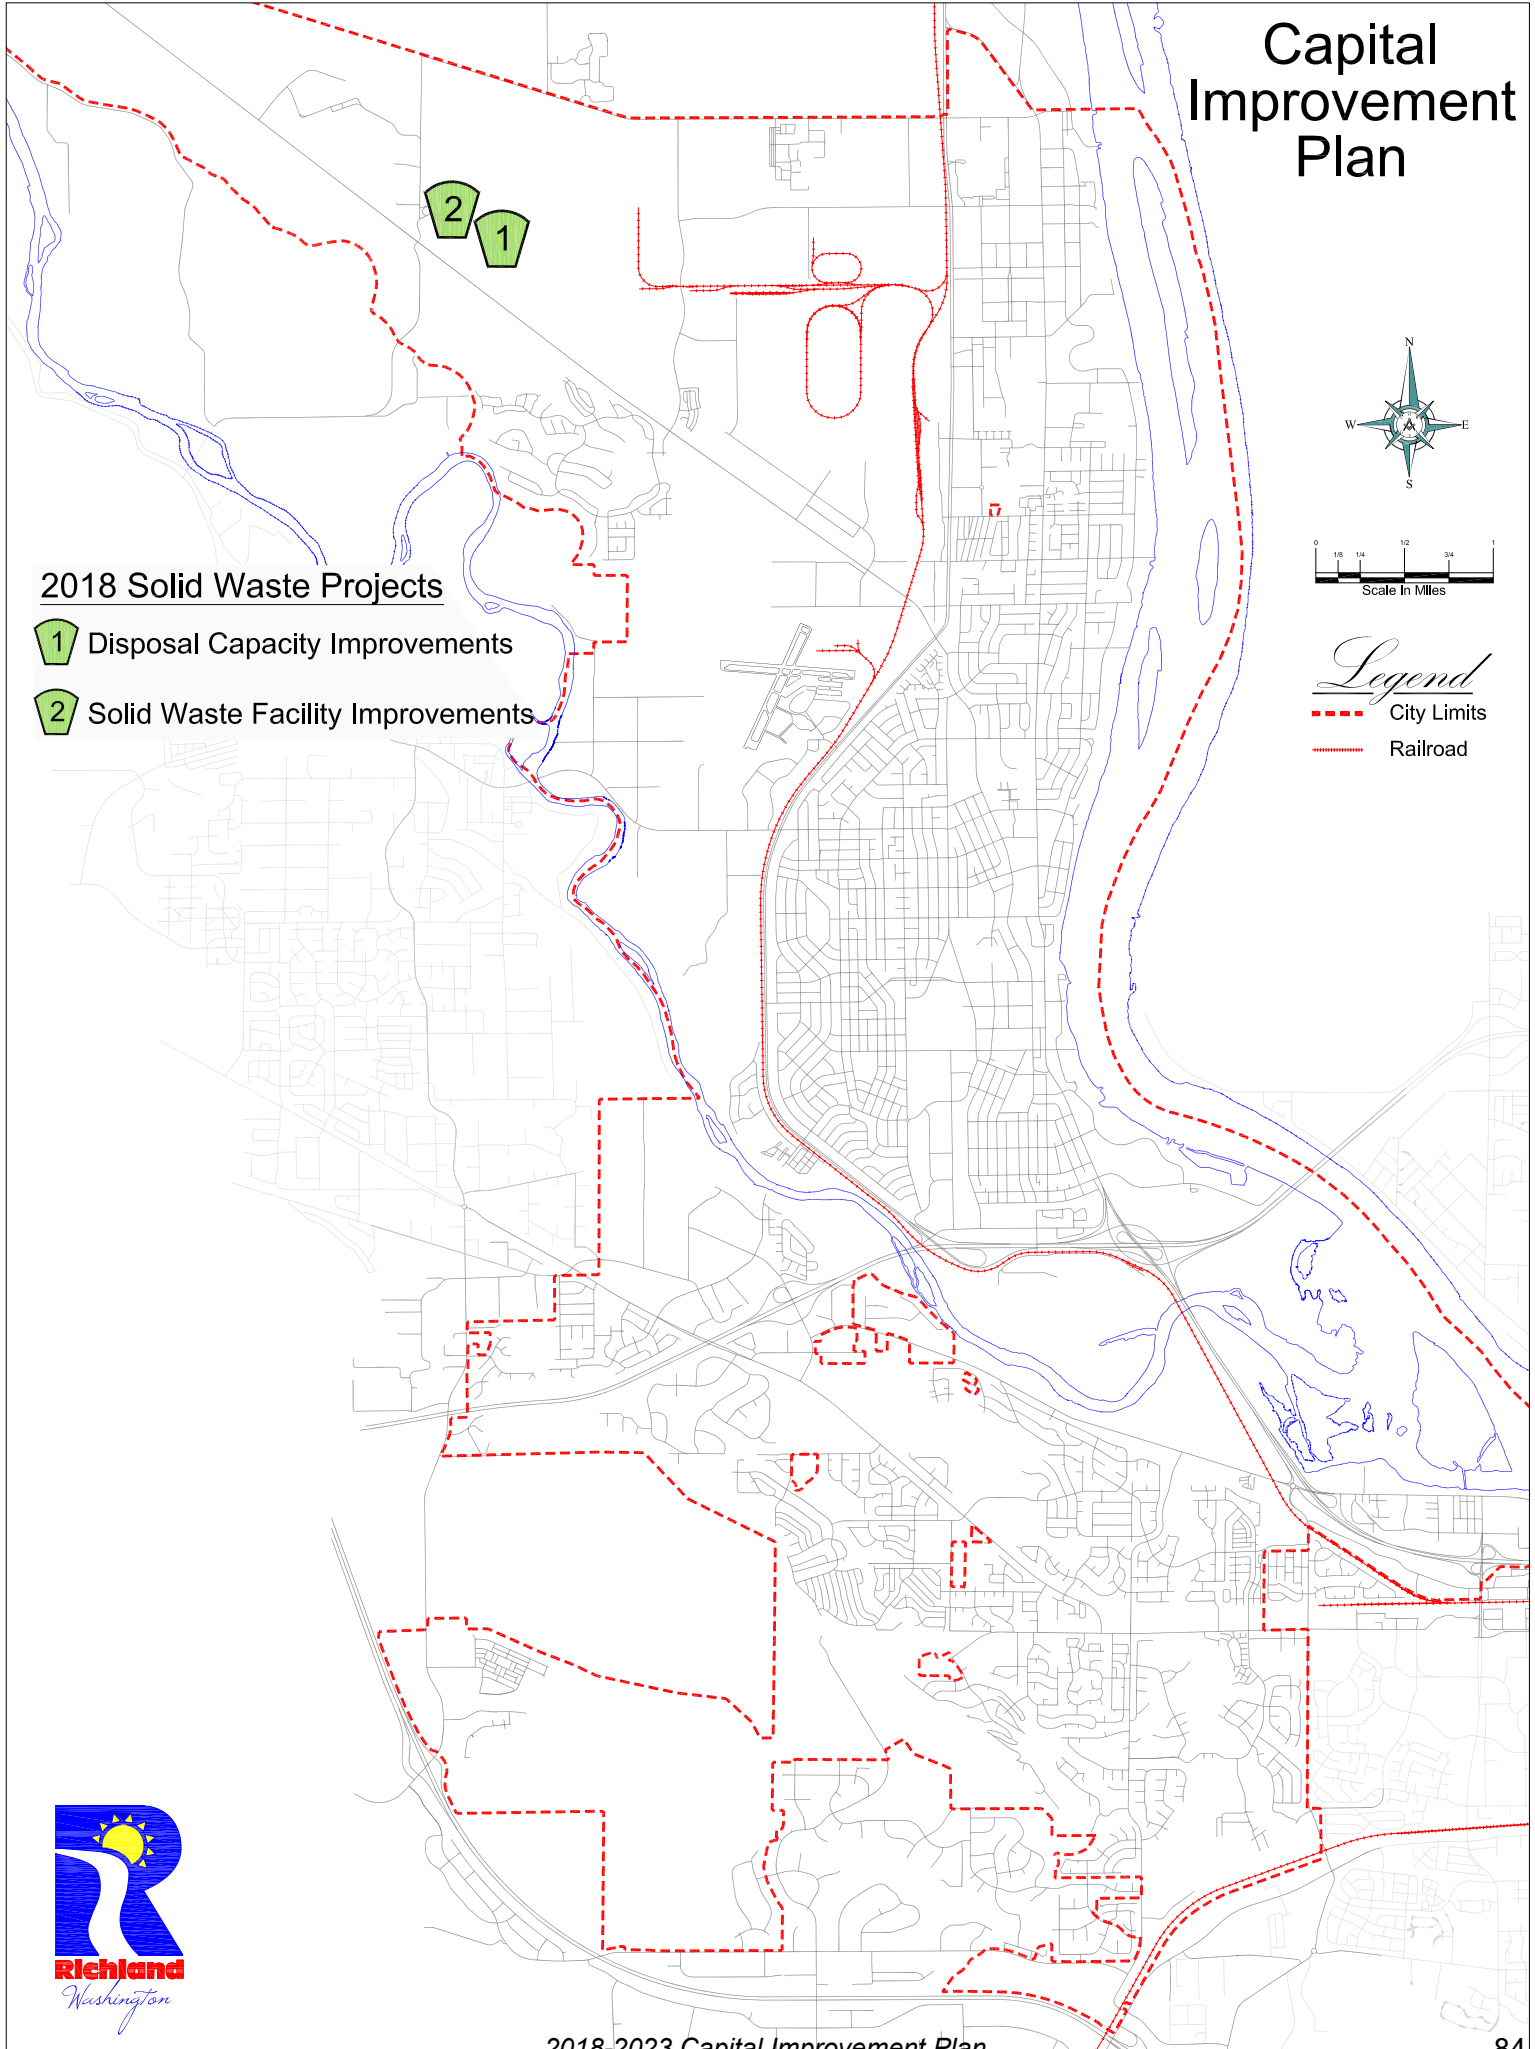 Capital
Improvement
Plan
2
1
N
W
E
S
0
1/8
1/4
1/2
3/4
1
Scale In Miles
2018 Solid Waste Projects
1 Disposal Capacity Improvements
2 Solid Waste Facility Improvements
Legend
City Limits
Railroad
Richland
Washington
2018-2023 Capital Improvement Plan
84